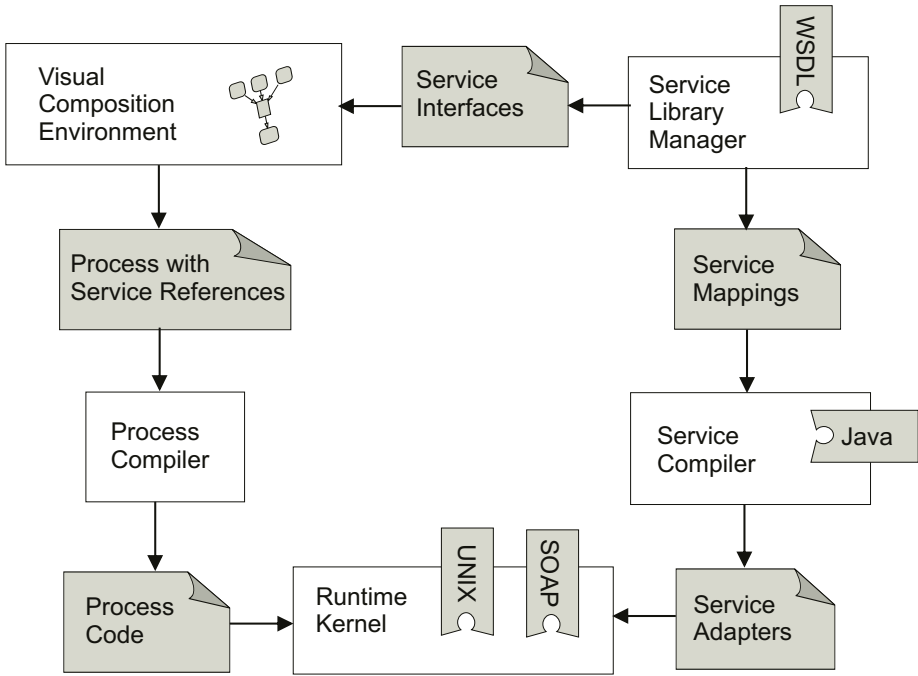 Visual
Composition
Environment
Service
Interfaces
Service
Library
Manager
WSDL
Process with
Service References
Service
Mappings
Process
Compiler
Service
Compiler
Java
Process
Code
Runtime
Kernel
UNIX
SOAP
Service
Adapters